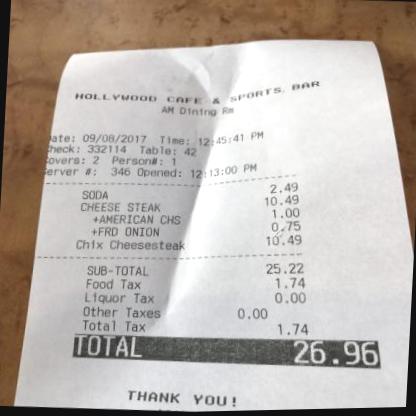 HOLLYWOOD CAFE & SPORTS BAR
AM Dining Rm
ate: 09/08/2017 Time: 12:45:41 PM
heck: 332114 Table: 42
overs: 2 Person#: 1
erver #: 346 Opened: 12:13:00 PM
SODA 2.49
CHEESE STEAK 10.49
+AMERICAN CHS 1.00
+FRD ONION 0.75
Chix Cheesesteak 10.49
SUB-TOTAL 25.22
Food Tax 1.74
Liquor Tax 0.00
Other Taxes 0.00
Total Tax 1.74
TOTAL 26.96
THANK YOU!